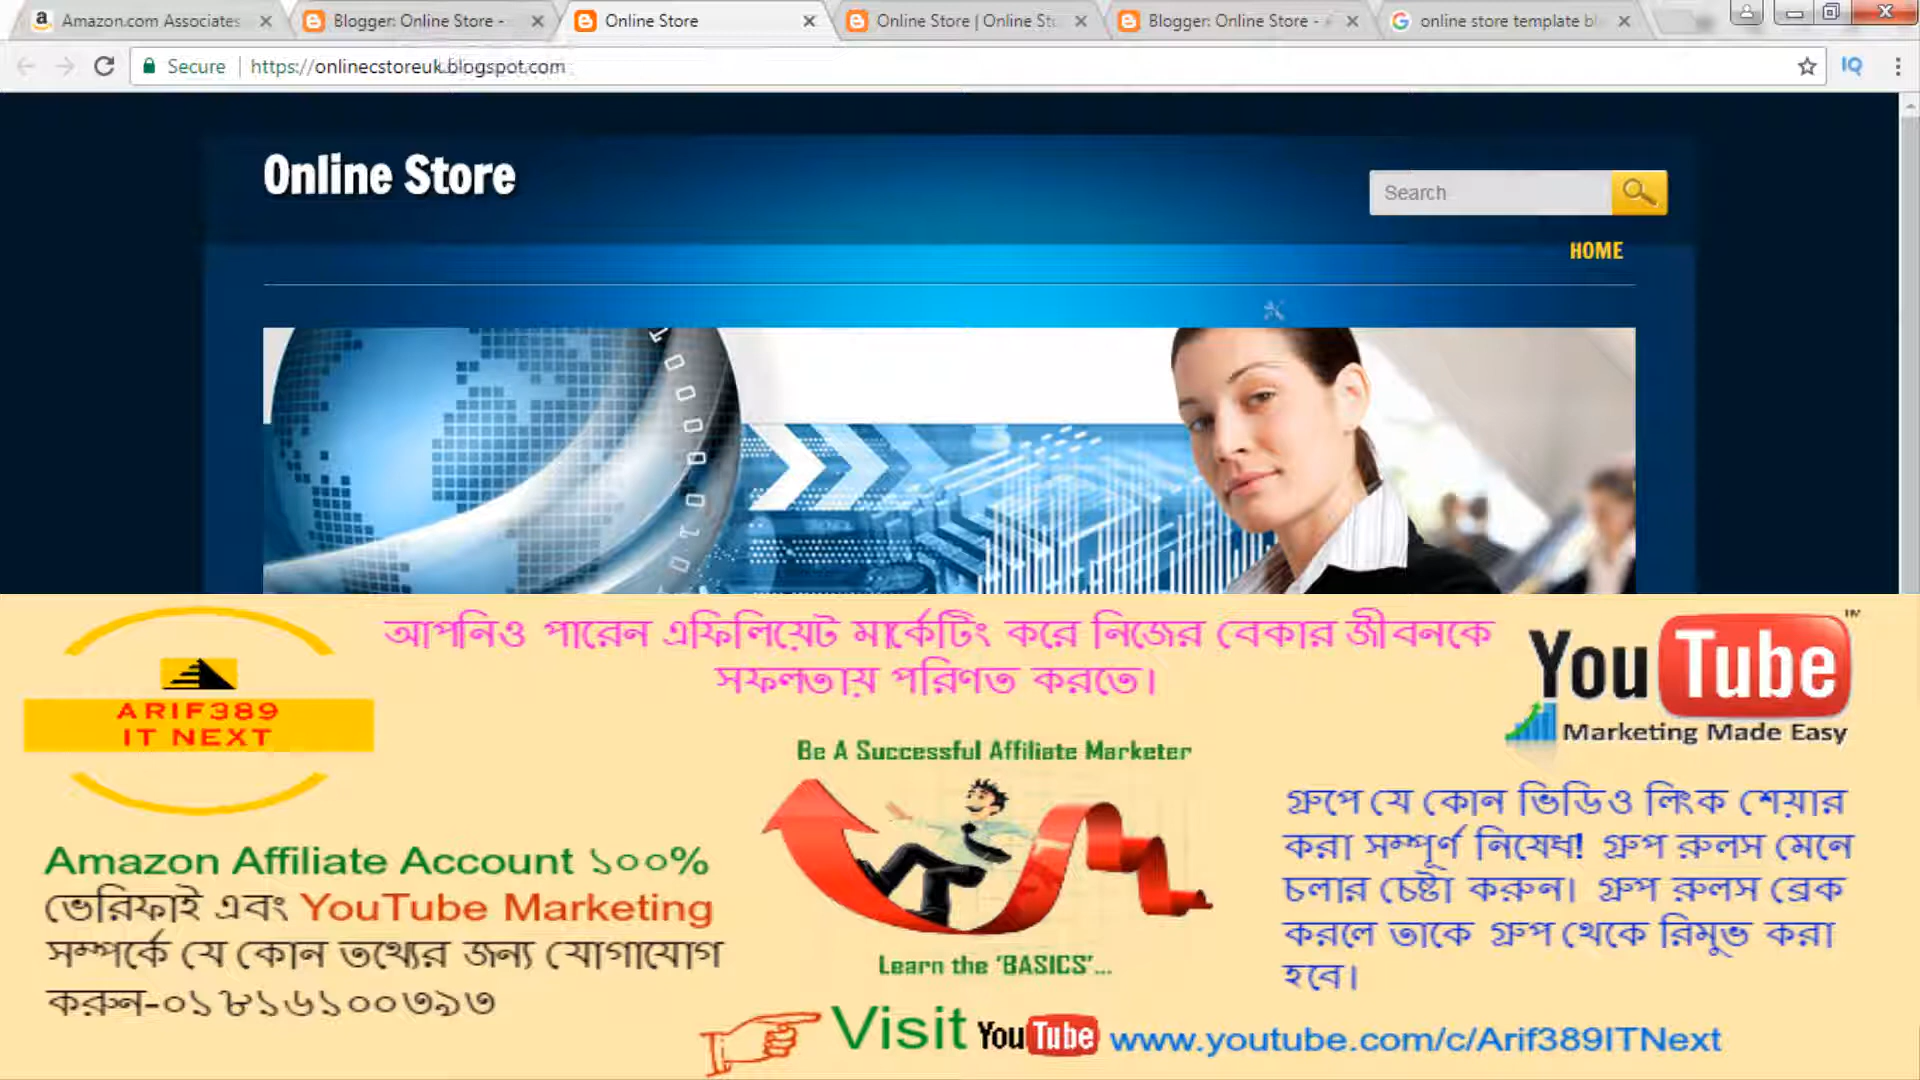 Amazon.com Associates
Blogger: Online Store -
Online Store
Online Store | Online Sto
Blogger: Online Store -
online store template bl
Secure
https://onlinecstoreuk.blogspot.com
IQ
Online Store
Search
HOME
আপনিও পারেন এফিলিয়েট মার্কেটিং করে নিজের বেকার জীবনকে
সফলতায় পরিণত করতে।
ARIF389
IT NEXT
YouTube
TM
Marketing Made Easy
Be A Successful Affiliate Marketer
Learn the 'BASICS'...
Amazon Affiliate Account ১০০%
ভেরিফাই এবং YouTube Marketing
সম্পর্কে যে কোন তথ্যের জন্য যোগাযোগ
করুন-০১৮১৬১০০৩৯৩
গ্রুপে যে কোন ভিডিও লিংক শেয়ার
করা সম্পূর্ণ নিষেধ! গ্রুপ রুলস মেনে
চলার চেষ্টা করুন। গ্রুপ রুলস ব্রেক
করলে তাকে গ্রুপ থেকে রিমুভ করা
হবে।
Visit YouTube www.youtube.com/c/Arif389ITNext